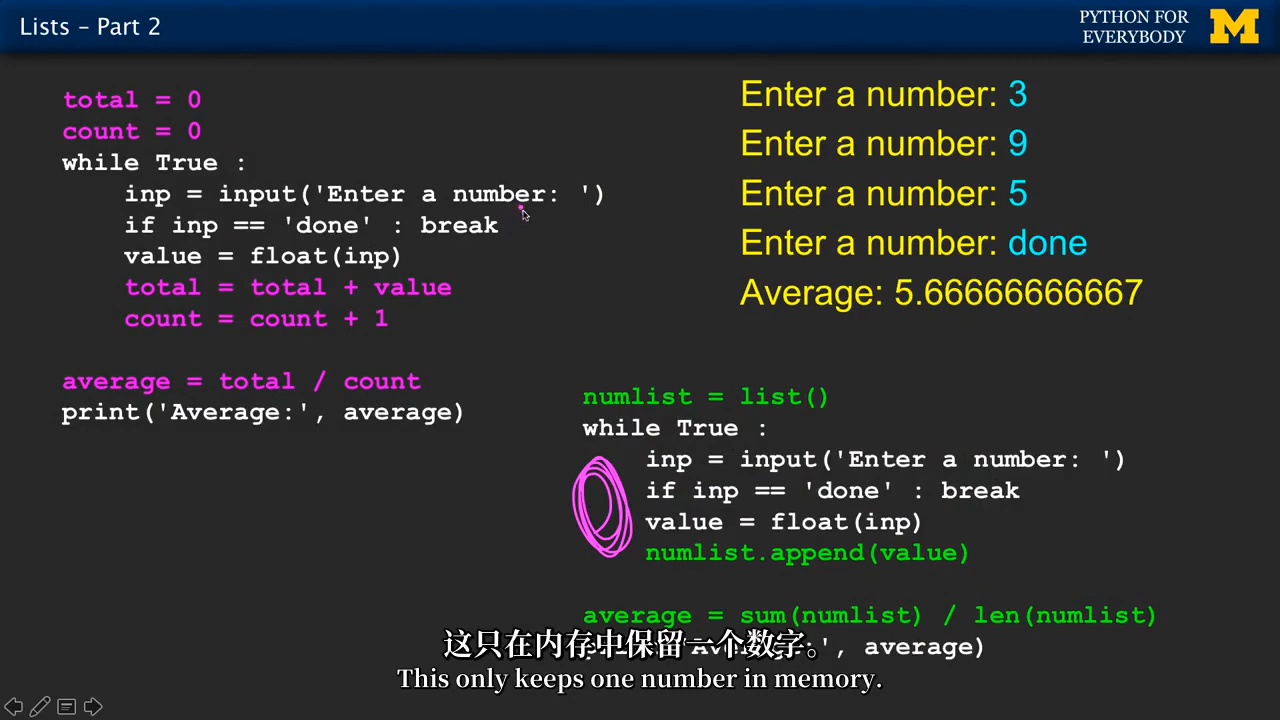 Lists – Part 2
PYTHON FOR
EVERYBODY
total = 0
count = 0
while True :
    inp = input('Enter a number: ')
    if inp == 'done' : break
    value = float(inp)
    total = total + value
    count = count + 1
average = total / count
print('Average:', average)
Enter a number: 3
Enter a number: 9
Enter a number: 5
Enter a number: done
Average: 5.66666666667
numlist = list()
while True :
    inp = input('Enter a number: ')
    if inp == 'done' : break
    value = float(inp)
    numlist.append(value)
average = sum(numlist) / len(numlist)
print('Average:', average)
这只在内存中保留一个数字。
This only keeps one number in memory.